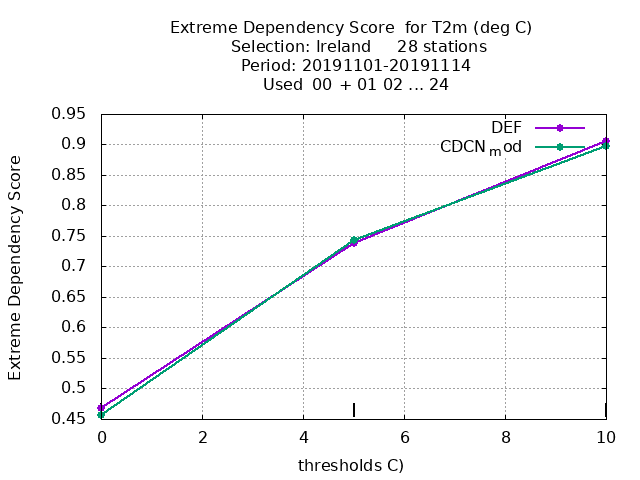 Extreme Dependency Score  for T2m (deg C)
Selection: Ireland     28 stations
Period: 20191101-20191114
Used  00  + 01 02 ... 24
Extreme Dependency Score
0.95
0.9
0.85
0.8
0.75
0.7
0.65
0.6
0.55
0.5
0.45
DEF
CDCN_mod
0 2 4 6 8 10
thresholds C)